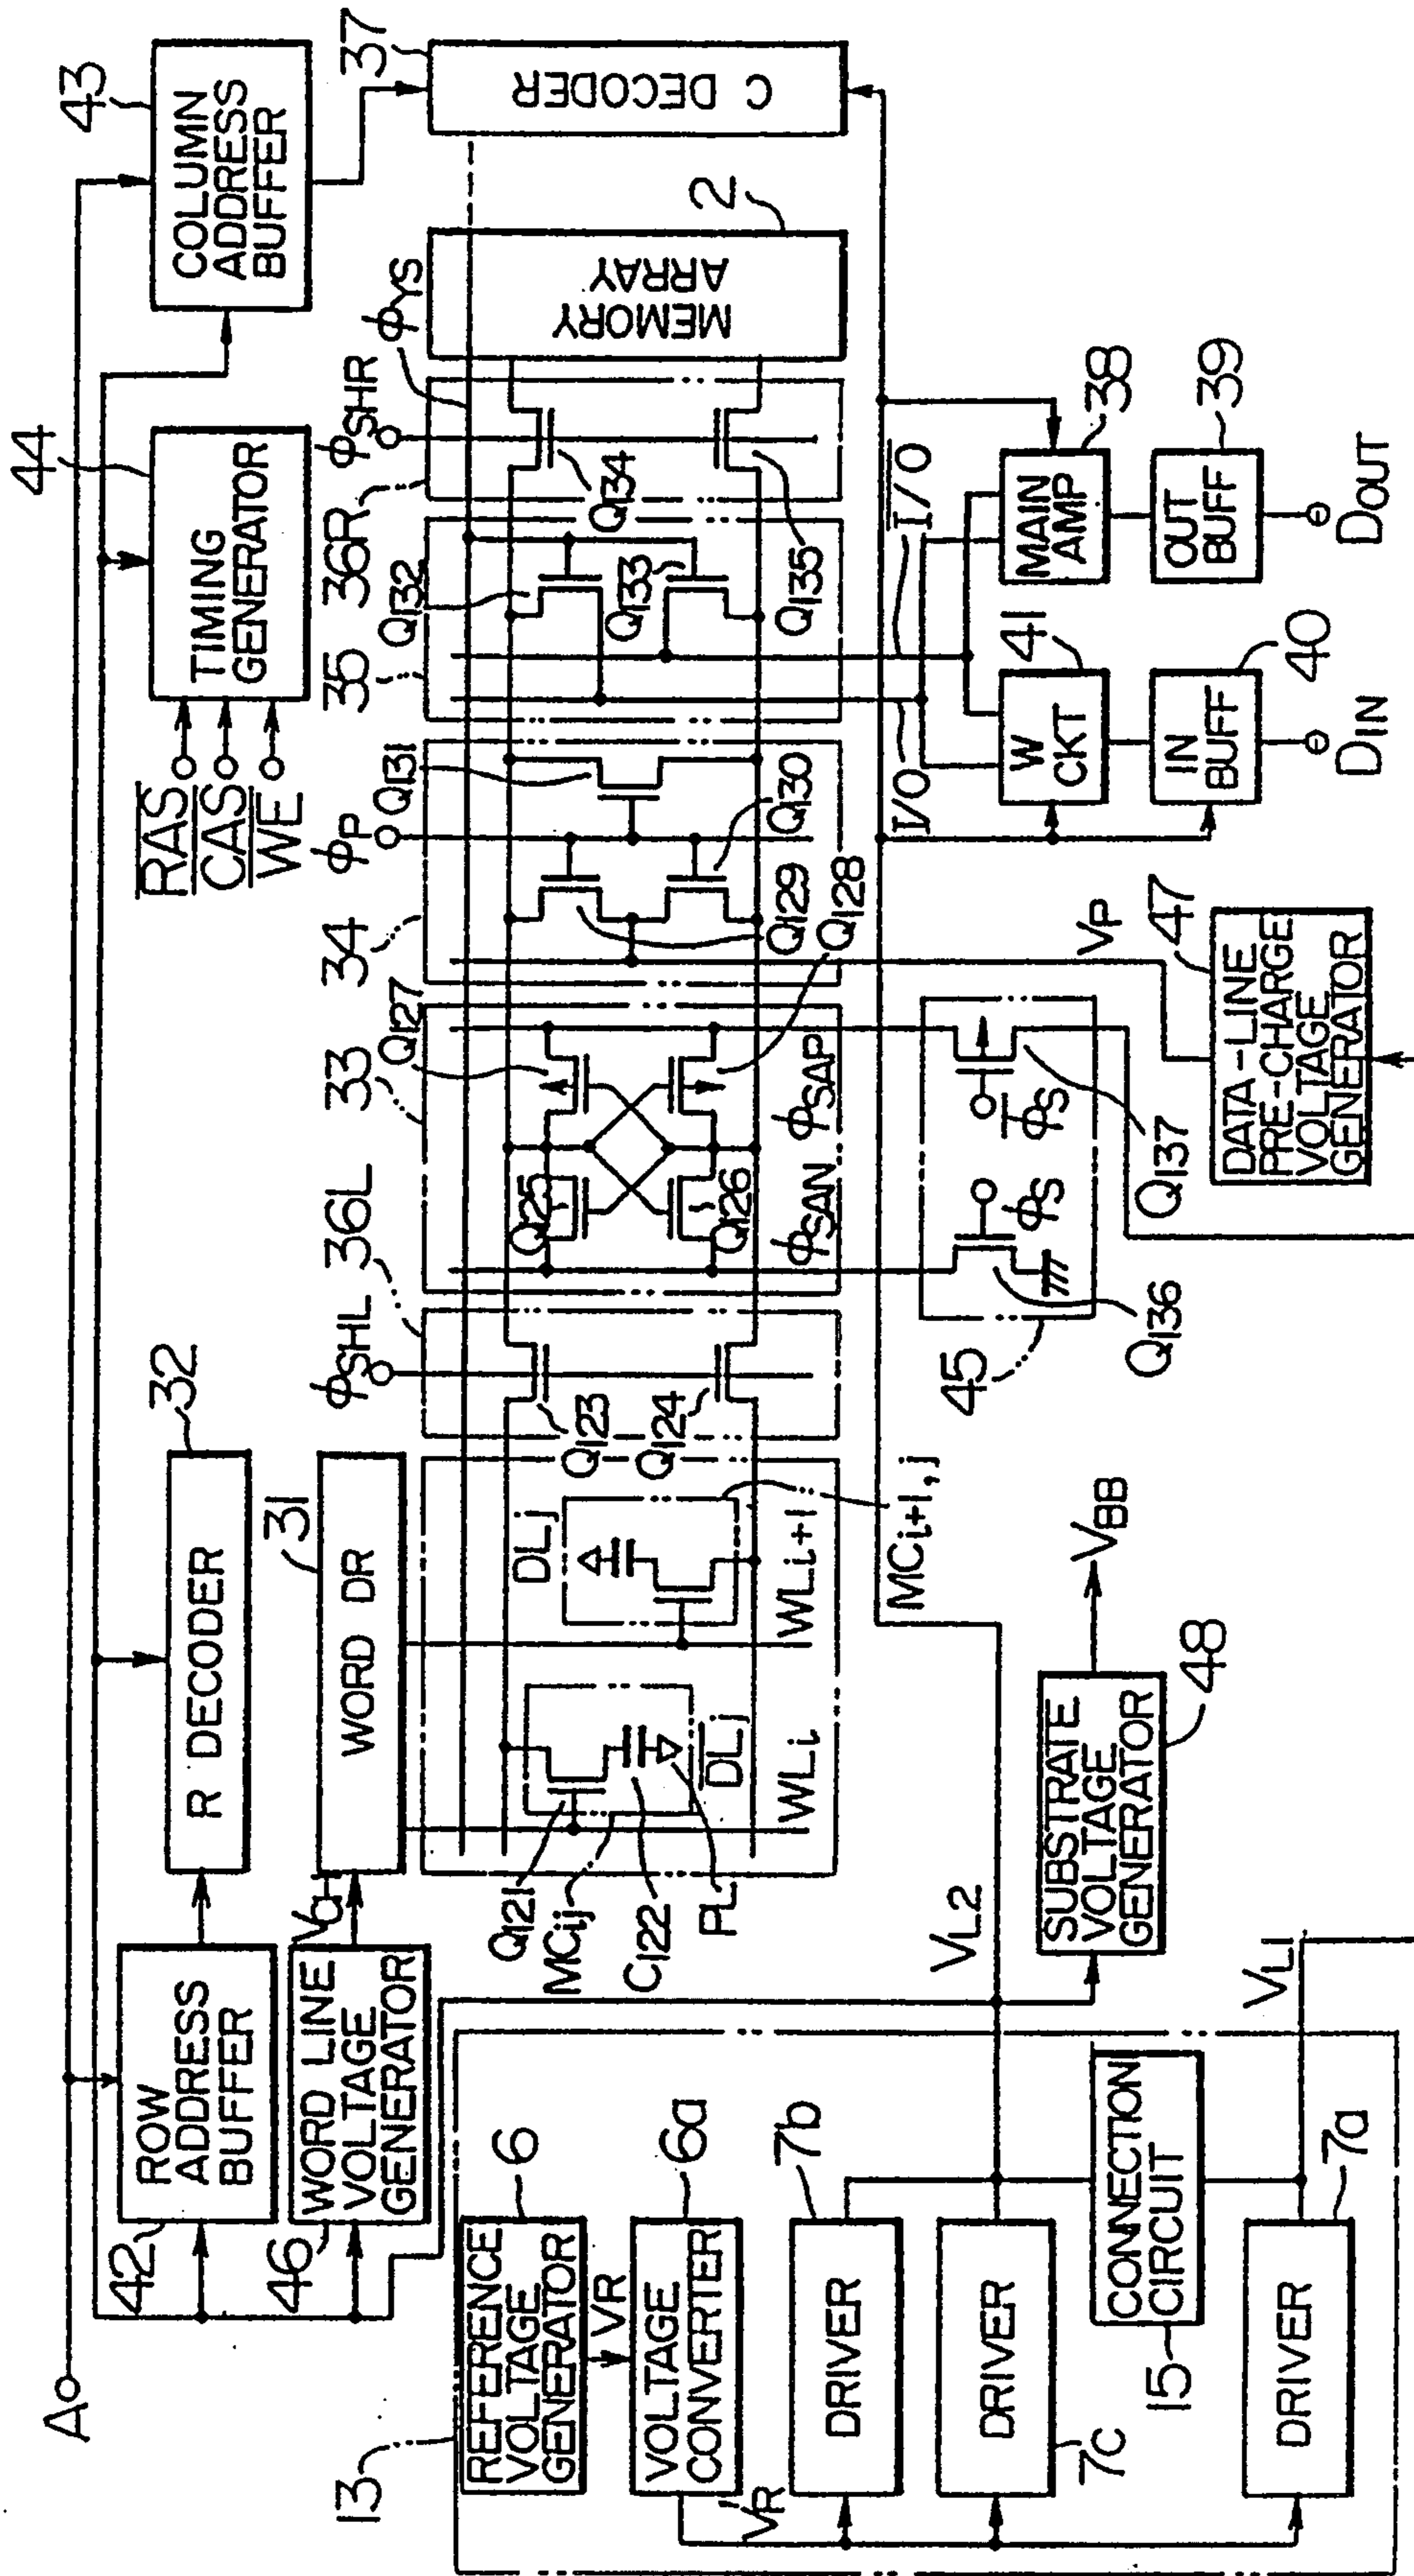 A
42
ROW
ADDRESS
BUFFER
R DECODER
32
44
TIMING
GENERATOR
RAS
CAS
WE
43
COLUMN
ADDRESS
BUFFER
46
WORD LINE
VOLTAGE
GENERATOR
WORD DR
31
37
C DECODER
13
REFERENCE
VOLTAGE
GENERATOR
6
VR
VOLTAGE
CONVERTER
6a
VR'
DRIVER
7b
DRIVER
7c
CONNECTION
CIRCUIT
15
DRIVER
7a
VL2
VL1
SUBSTRATE
VOLTAGE
GENERATOR
48
VBB
Q121
MCij
C122
PL
DLj
DLj
WLi
WLi+1
MCi+1,j
ϕSHL
36L
Q123
Q124
33
Q125
Q126
Q127
Q128
ϕSAN
ϕSAP
45
Q136
ϕS
ϕS
Q137
34
ϕP
Q131
Q129
Q130
VP
DATA-LINE
PRE-CHARGE
VOLTAGE
GENERATOR
47
35
Q132
Q133
I/O
I/O
36R
ϕSHR
Q134
Q135
ϕYS
MEMORY
ARRAY
2
W
CKT
41
IN
BUFF
40
DIN
MAIN
AMP
38
OUT
BUFF
39
DOUT